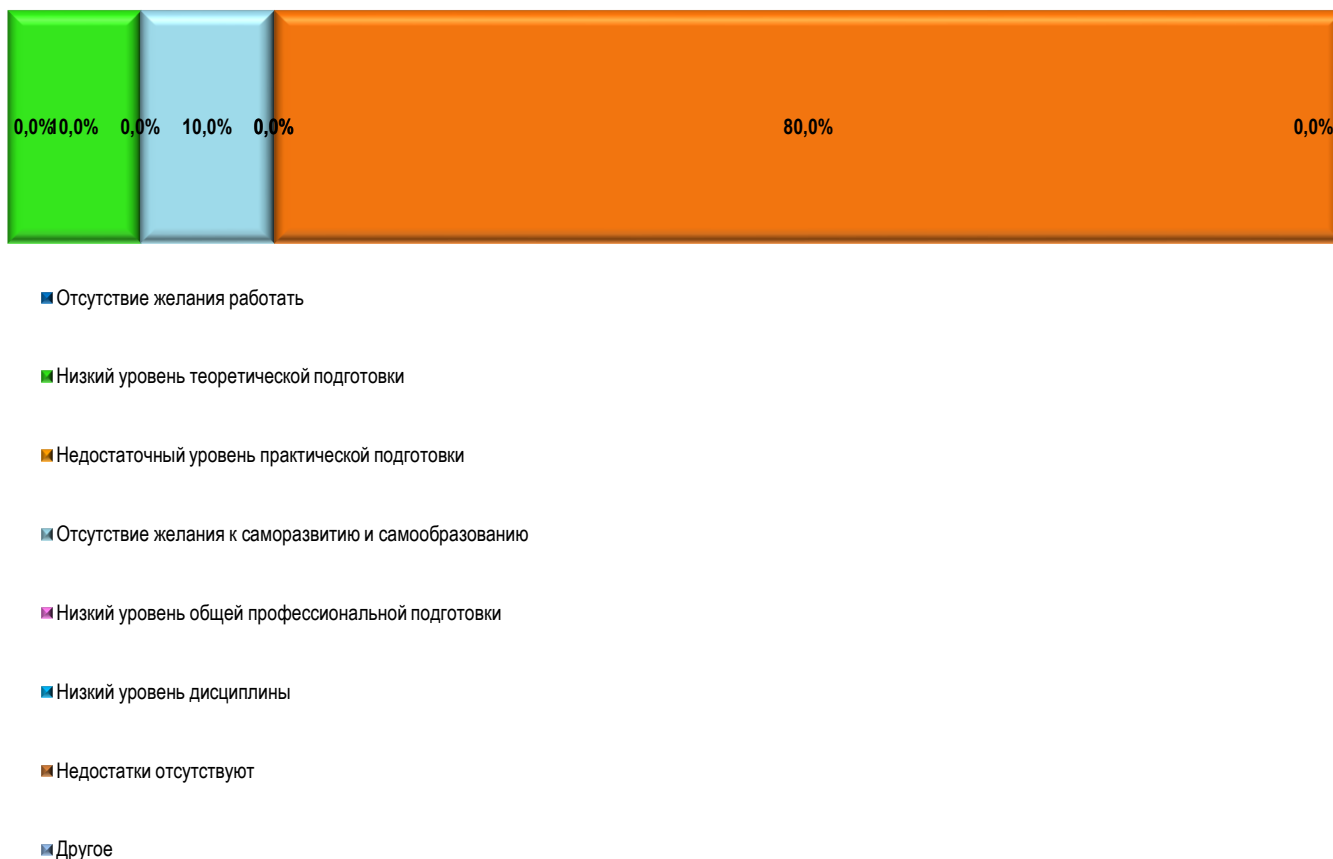 0,0% 10,0% 0,0% 10,0% 0,0% 0,0% 80,0% 0,0%
Отсутствие желания работать
Низкий уровень теоретической подготовки
Недостаточный уровень практической подготовки
Отсутствие желания к саморазвитию и самообразованию
Низкий уровень общей профессиональной подготовки
Низкий уровень дисциплины
Недостатки отсутствуют
Другое